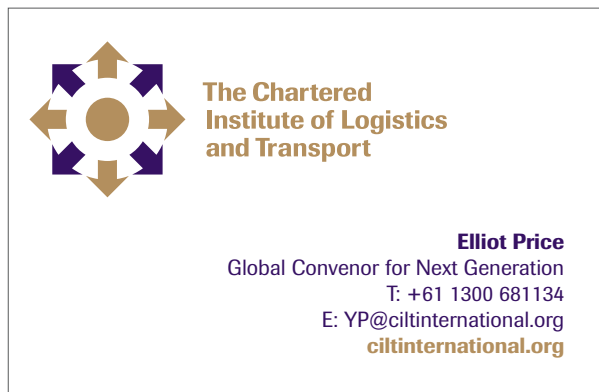 The Chartered
Institute of Logistics
and Transport
Elliot Price
Global Convenor for Next Generation
T: +61 1300 681134
E: YP@ciltinternational.org
ciltinternational.org